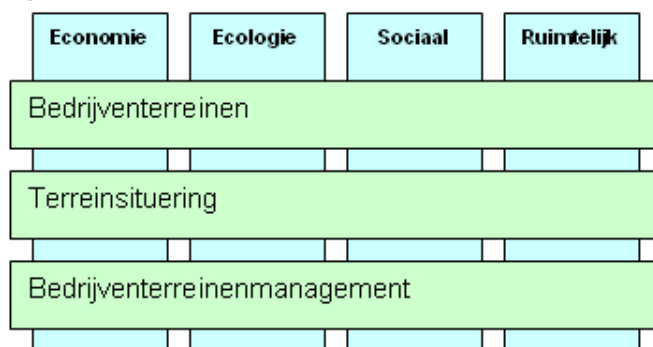 Economie Ecologie Sociaal Ruimtelijk
Bedrijventerreinen
Terreinsituering
Bedrijventerreinenmanagement